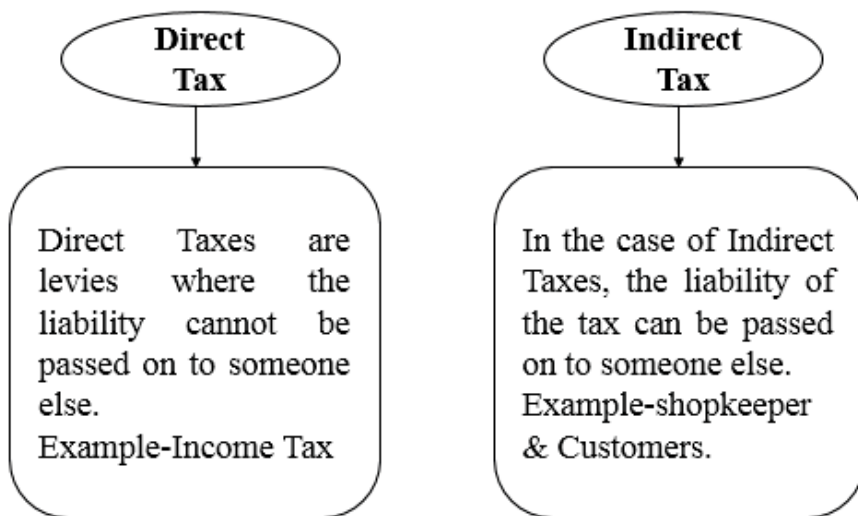 Direct
Tax
Direct Taxes are
levies where the
liability cannot be
passed on to someone
else.
Example-Income Tax
Indirect
Tax
In the case of Indirect
Taxes, the liability of
the tax can be passed
on to someone else.
Example-shopkeeper
& Customers.